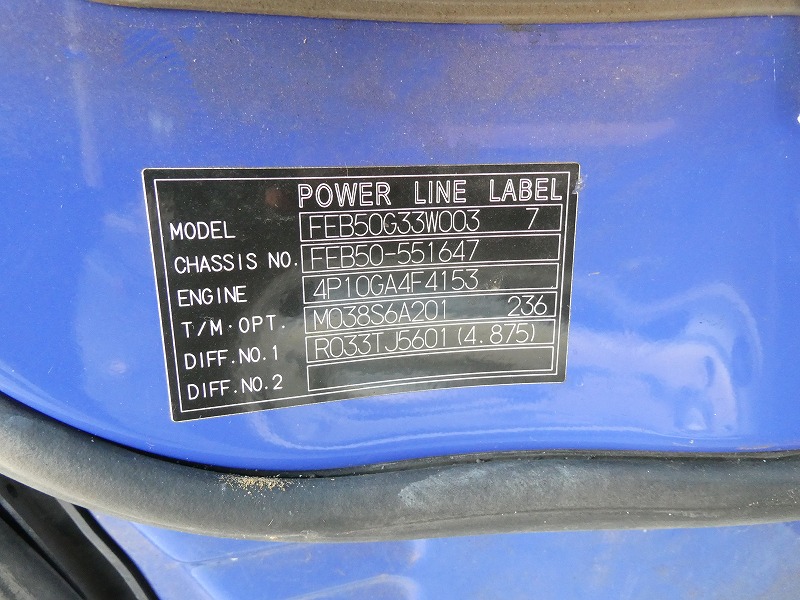 POWER LINE LABEL
MODEL FEB50G33W003 7
CHASSIS NO. FEB50-551647
ENGINE 4P10GA4F4153
T/M·OPT. M038S6A201 236
DIFF.NO.1 R033TJ5601(4.875)
DIFF.NO.2